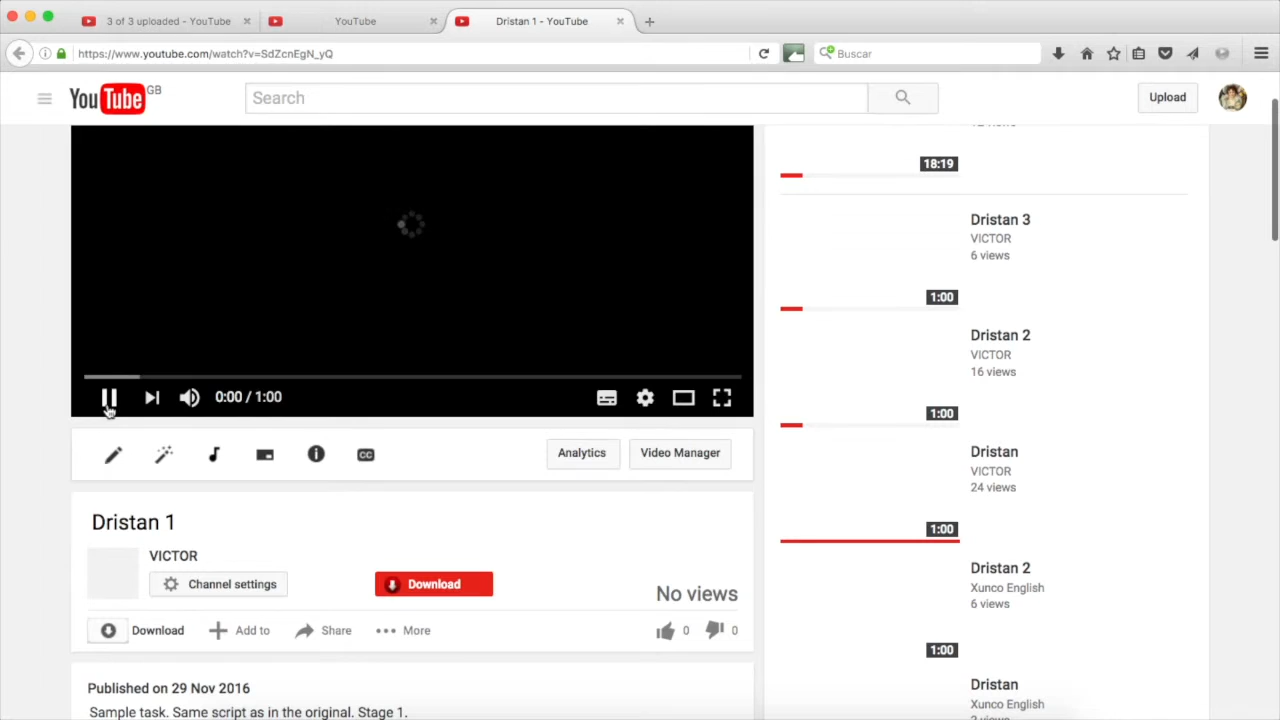 3 of 3 uploaded - YouTube
YouTube
Dristan 1 - YouTube
https://www.youtube.com/watch?v=SdZcnEgN_yQ
Buscar
YouTube GB
Search
Upload
18:19
Dristan 3
VICTOR
6 views
1:00
Dristan 2
VICTOR
16 views
1:00
Dristan
VICTOR
24 views
1:00
Dristan 2
Xunco English
6 views
1:00
Dristan
Xunco English
0:00 / 1:00
CC
Analytics
Video Manager
Dristan 1
VICTOR
Channel settings
Download
No views
Download
Add to
Share
More
0
0
Published on 29 Nov 2016
Sample task. Same script as in the original. Stage 1.